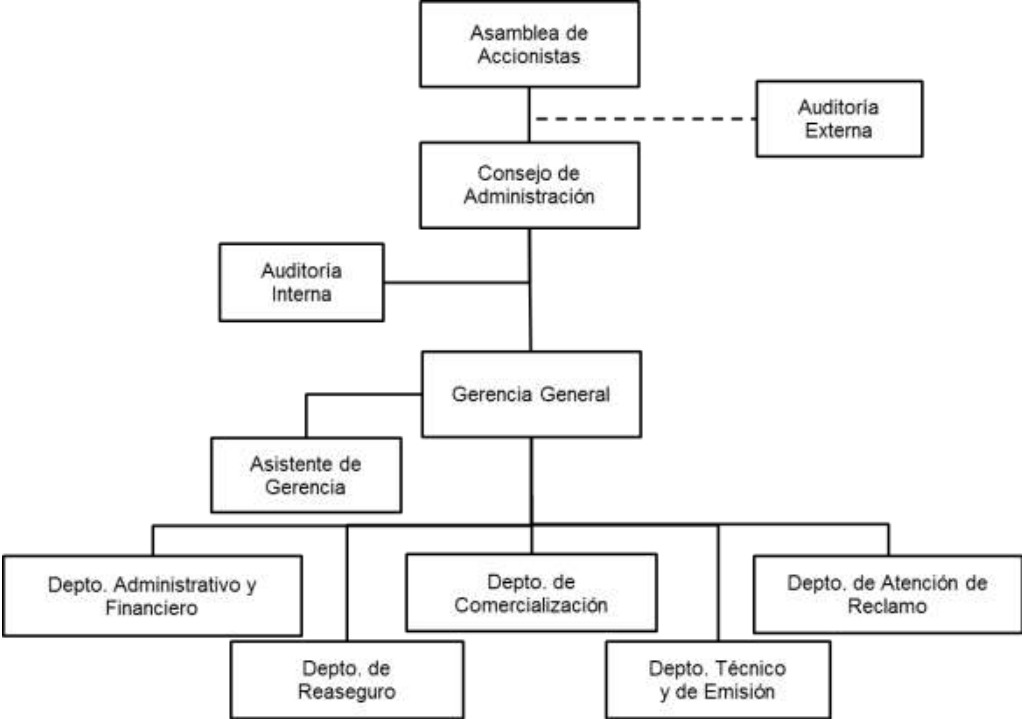 Asamblea de
Accionistas
Auditoría
Externa
Consejo de
Administración
Auditoría
Interna
Gerencia General
Asistente de
Gerencia
Depto. Administrativo y
Financiero
Depto. de
Comercialización
Depto. de Atención de
Reclamo
Depto. de
Reaseguro
Depto. Técnico
y de Emisión